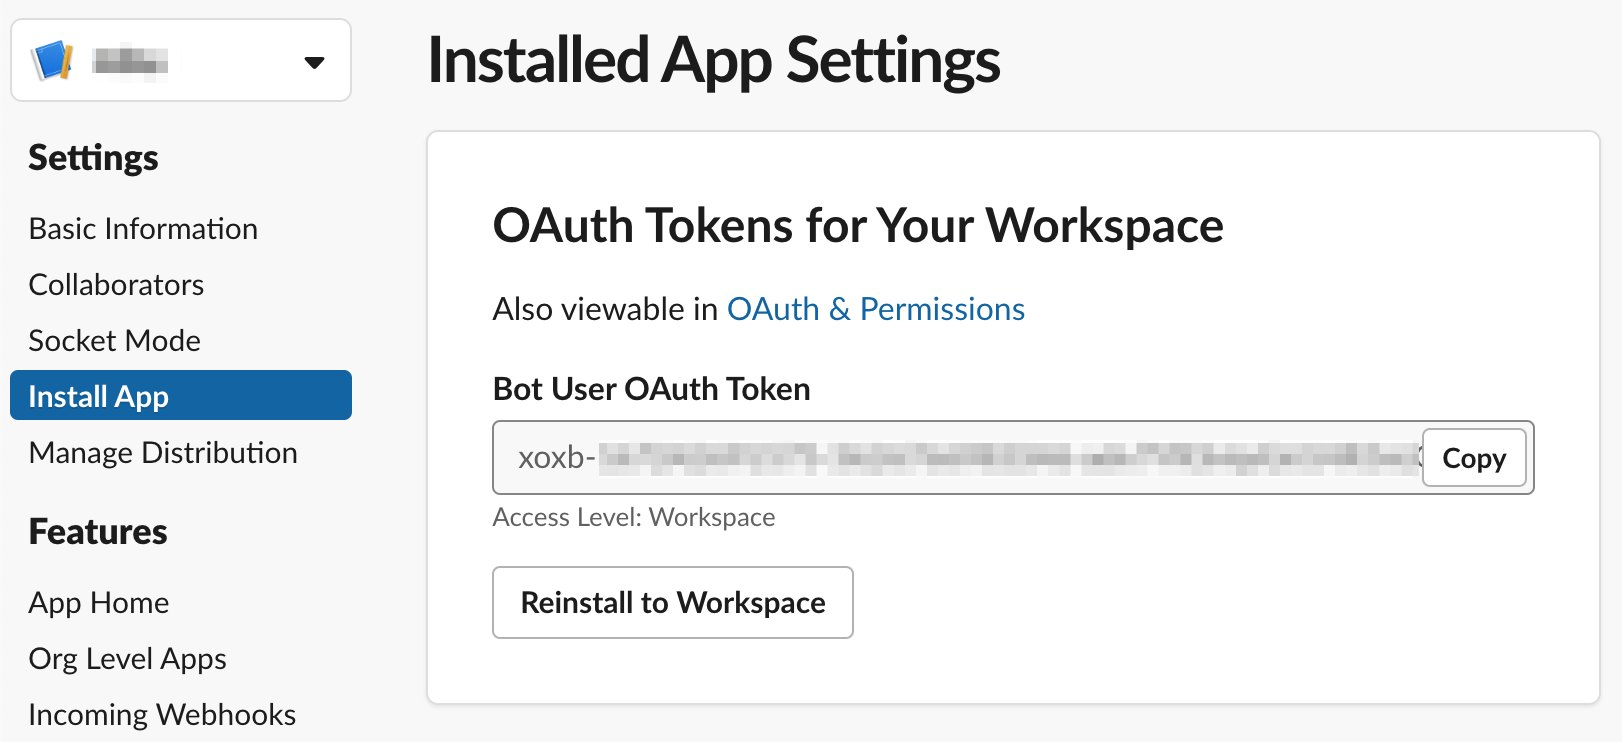 Installed App Settings
Settings
Basic Information
Collaborators
Socket Mode
Install App
Manage Distribution
Features
App Home
Org Level Apps
Incoming Webhooks
OAuth Tokens for Your Workspace
Also viewable in OAuth & Permissions
Bot User OAuth Token
xoxb-
Copy
Access Level: Workspace
Reinstall to Workspace